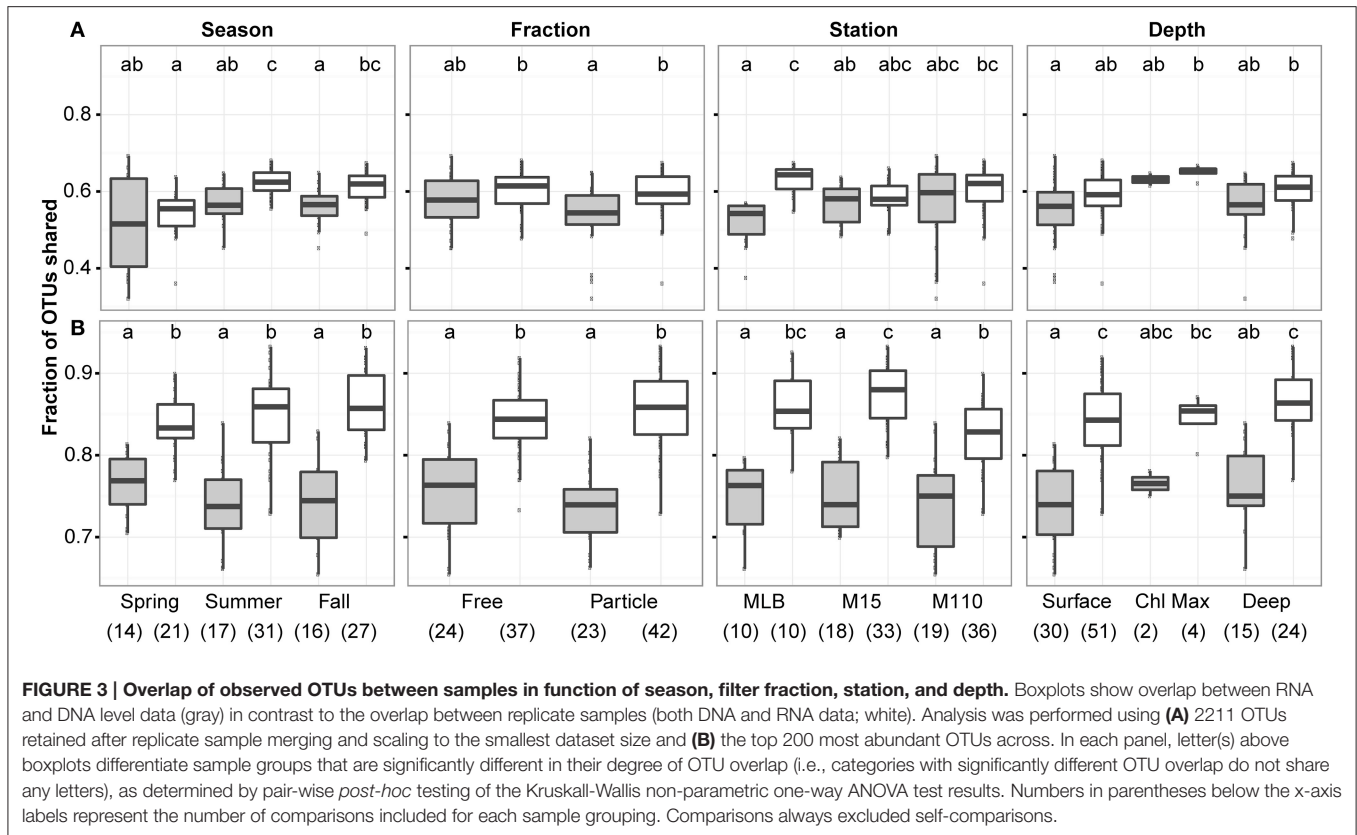 A Season Fraction Station Depth
ab a ab c a bc a b a b a c ab abc abc bc a ab ab b ab b
0.8
0.6
0.4
Fraction of OTUs shared
B a b a b a b a b a b a bc a c a b a c abc bc ab c
0.9
0.8
0.7
Spring Summer Fall Free Particle MLB M15 M110 Surface Chl Max Deep
(14) (21) (17) (31) (16) (27) (24) (37) (23) (42) (10) (10) (18) (33) (19) (36) (30) (51) (2) (4) (15) (24)
FIGURE 3 | Overlap of observed OTUs between samples in function of season, filter fraction, station, and depth. Boxplots show overlap between RNA
and DNA level data (gray) in contrast to the overlap between replicate samples (both DNA and RNA data; white). Analysis was performed using (A) 2211 OTUs
retained after replicate sample merging and scaling to the smallest dataset size and (B) the top 200 most abundant OTUs across. In each panel, letter(s) above
boxplots differentiate sample groups that are significantly different in their degree of OTU overlap (i.e., categories with significantly different OTU overlap do not share
any letters), as determined by pair-wise post-hoc testing of the Kruskall-Wallis non-parametric one-way ANOVA test results. Numbers in parentheses below the x-axis
labels represent the number of comparisons included for each sample grouping. Comparisons always excluded self-comparisons.